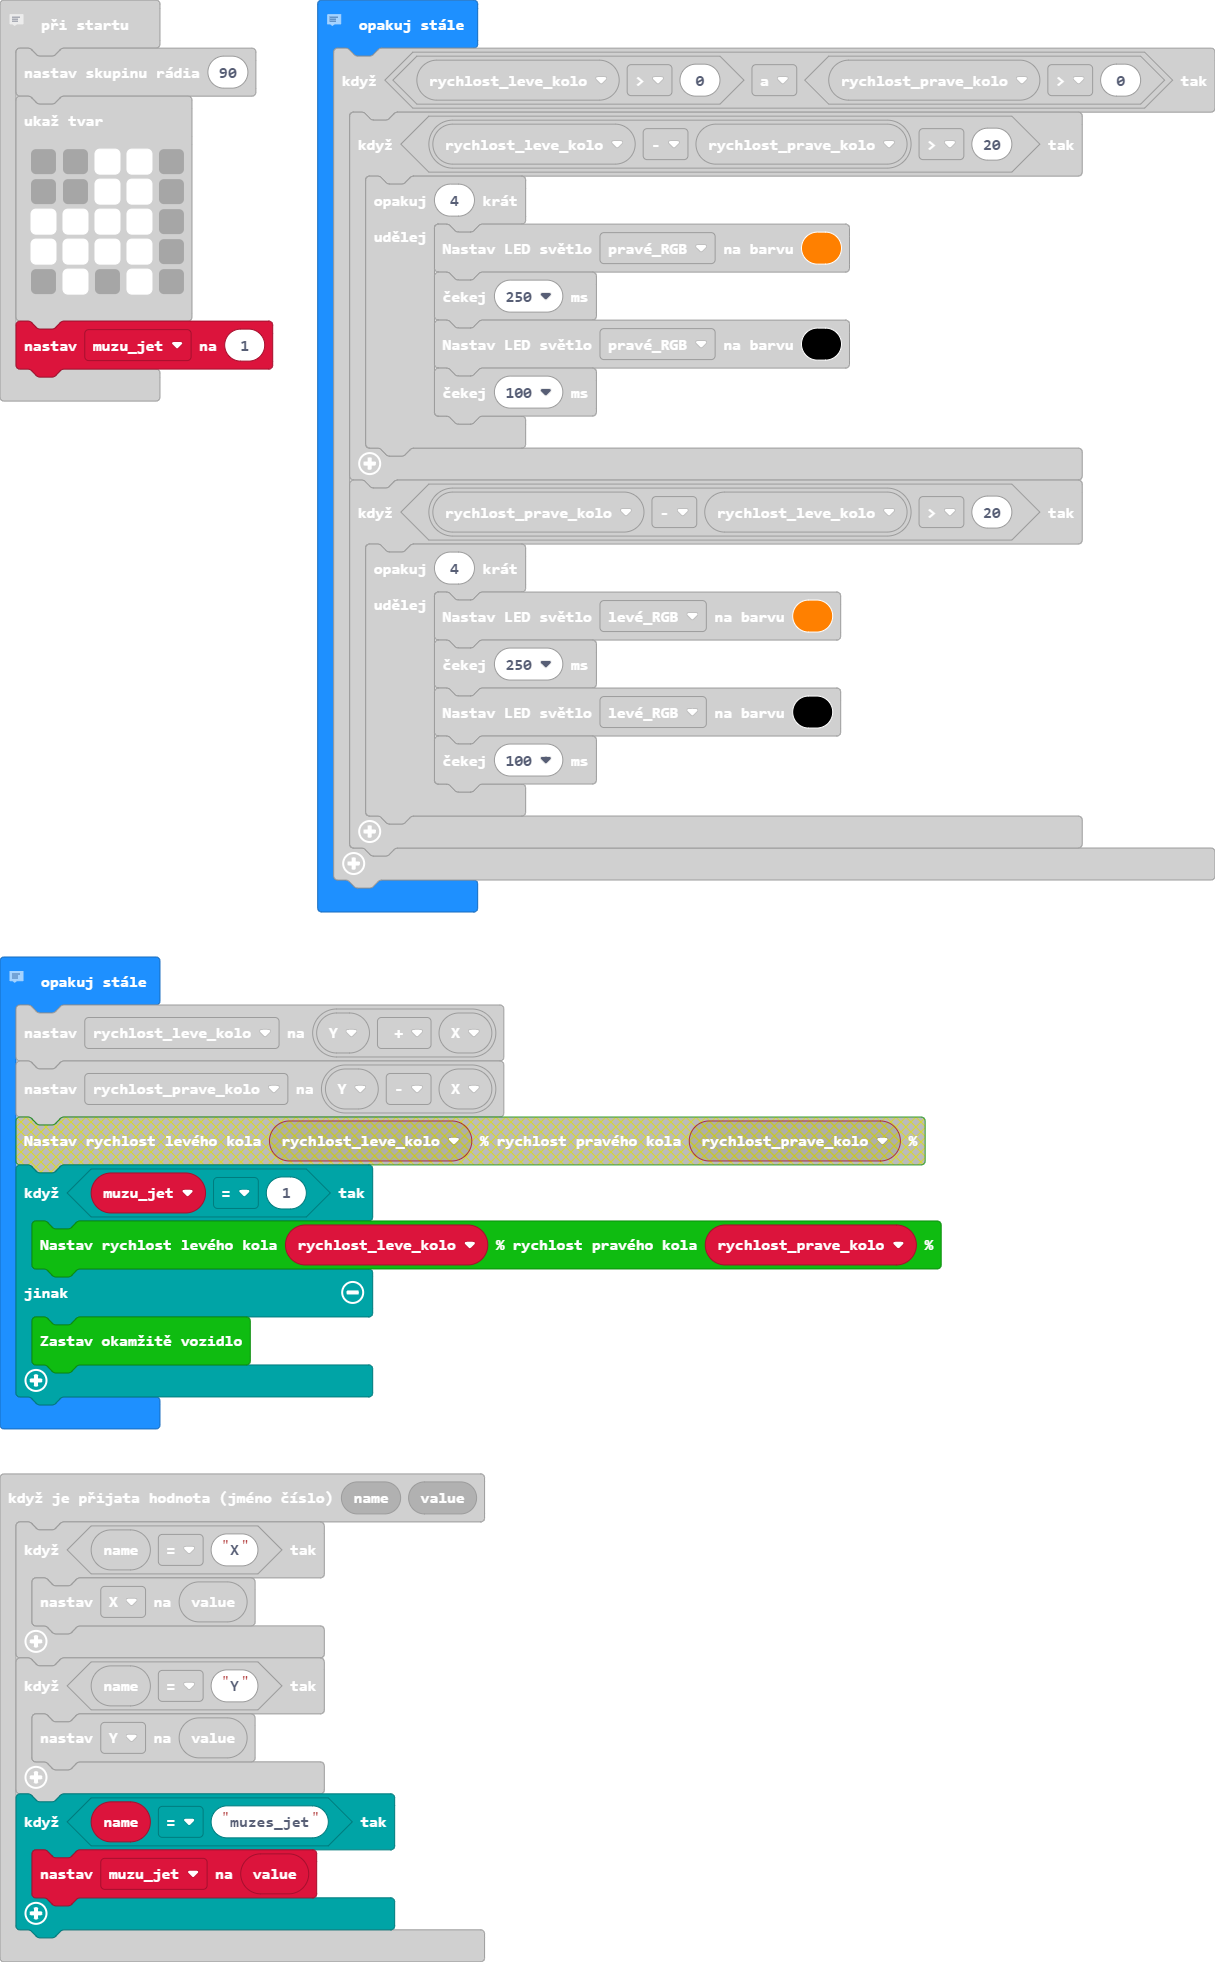 při startu
nastav skupinu rádia 90
ukaž tvar
nastav muzu_jet na 1
opakuj stále
když rychlost_leve_kolo > 0 a rychlost_prave_kolo > 0 tak
když rychlost_leve_kolo - rychlost_prave_kolo > 20 tak
opakuj 4 krát
udělej
Nastav LED světlo pravé_RGB na barvu
čekej 250 ms
Nastav LED světlo pravé_RGB na barvu
čekej 100 ms
když rychlost_prave_kolo - rychlost_leve_kolo > 20 tak
opakuj 4 krát
udělej
Nastav LED světlo levé_RGB na barvu
čekej 250 ms
Nastav LED světlo levé_RGB na barvu
čekej 100 ms
opakuj stále
nastav rychlost_leve_kolo na Y + X
nastav rychlost_prave_kolo na Y - X
Nastav rychlost levého kola rychlost_leve_kolo % rychlost pravého kola rychlost_prave_kolo %
když muzu_jet = 1 tak
Nastav rychlost levého kola rychlost_leve_kolo % rychlost pravého kola rychlost_prave_kolo %
jinak
Zastav okamžitě vozidlo
když je přijata hodnota (jméno číslo) name value
když name = "X" tak
nastav X na value
když name = "Y" tak
nastav Y na value
když name = "muzes_jet" tak
nastav muzu_jet na value